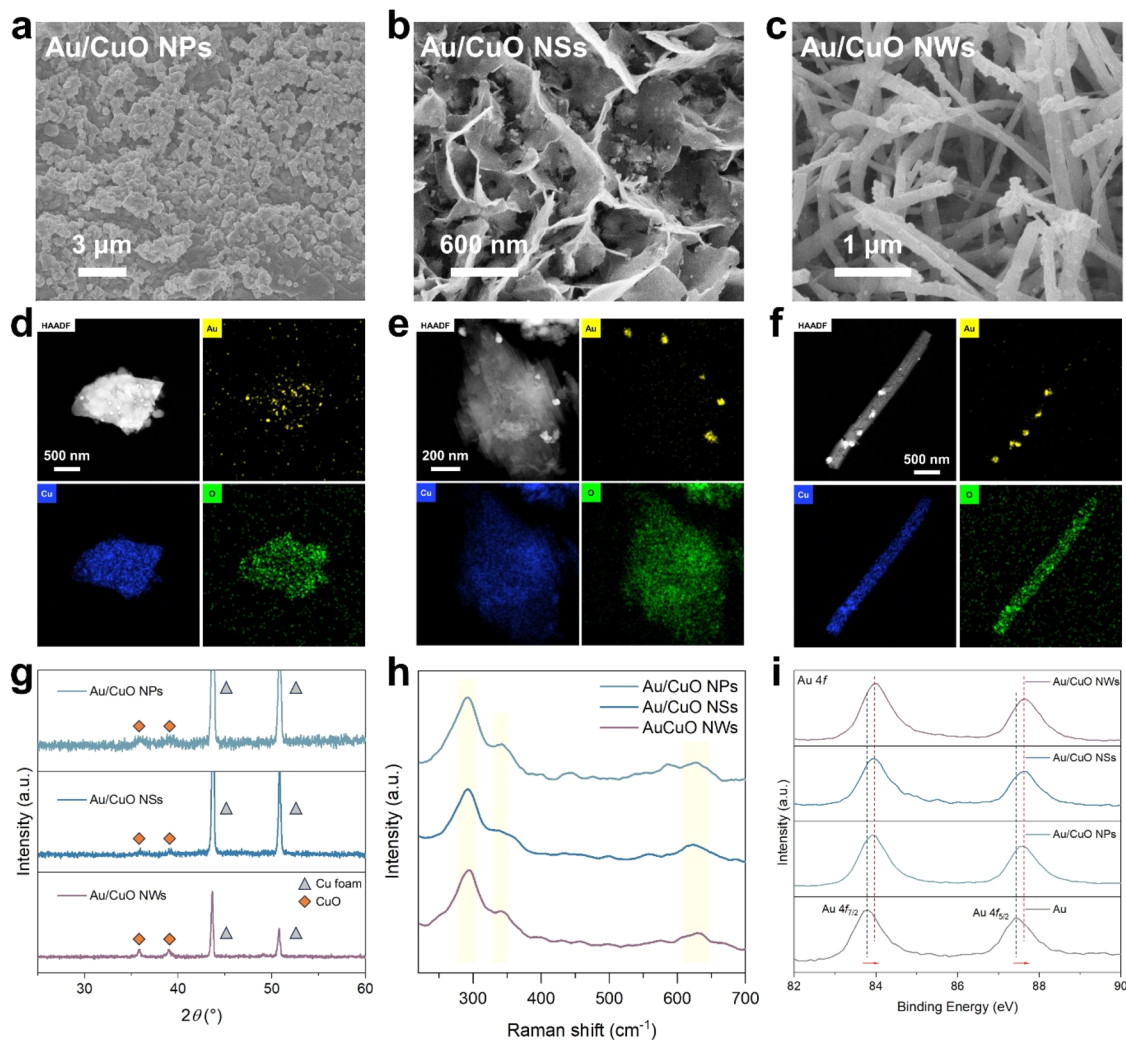 a
Au/CuO NPs
3 µm
b
Au/CuO NSs
600 nm
c
Au/CuO NWs
1 µm
d
HAADF
Au
500 nm
Cu
O
e
HAADF
Au
200 nm
Cu
O
f
HAADF
Au
500 nm
Cu
O
g
Au/CuO NPs
Au/CuO NSs
Au/CuO NWs
Cu foam
CuO
Intensity (a.u.)
30 40 50 60
2θ (°)
h
Au/CuO NPs
Au/CuO NSs
AuCuO NWs
Intensity (a.u.)
300 400 500 600 700
Raman shift (cm⁻¹)
i
Au 4f
Au/CuO NWs
Au/CuO NSs
Au/CuO NPs
Au 4f₇/₂
Au 4f₅/₂
Au
Intensity (a.u.)
82 84 86 88 90
Binding Energy (eV)